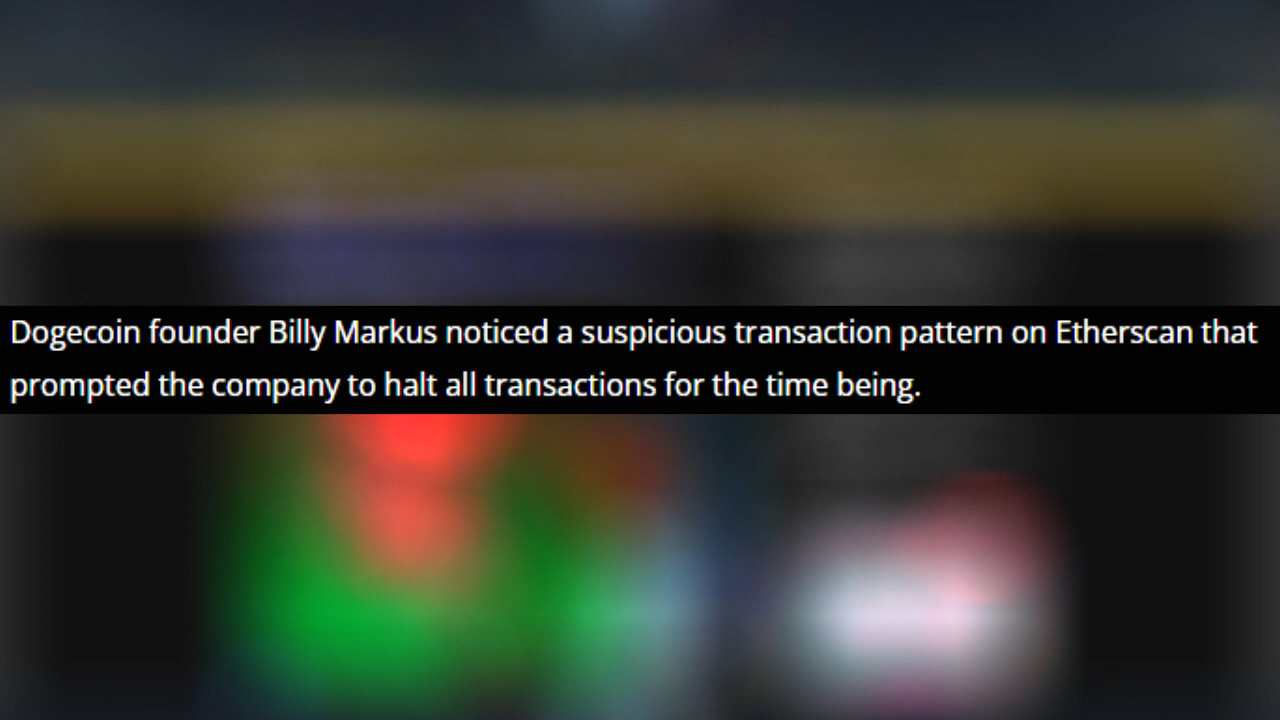 Dogecoin founder Billy Markus noticed a suspicious transaction pattern on Etherscan that
prompted the company to halt all transactions for the time being.